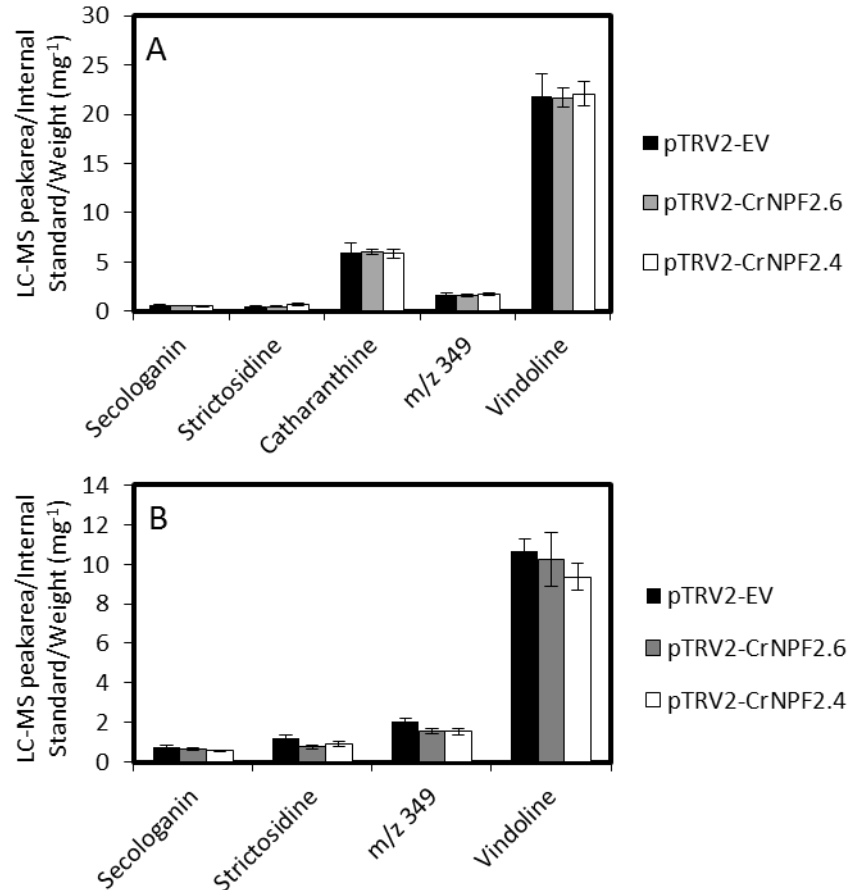 A
LC-MS peakarea/Internal
Standard/Weight (mg-1)
30
25
20
15
10
5
0
Secologanin
Strictosidine
Catharanthine
m/z 349
Vindoline
pTRV2-EV
pTRV2-CrNPF2.6
pTRV2-CrNPF2.4
B
LC-MS peakarea/Internal
Standard/Weight (mg-1)
14
12
10
8
6
4
2
0
Secologanin
Strictosidine
m/z 349
Vindoline
pTRV2-EV
pTRV2-CrNPF2.6
pTRV2-CrNPF2.4